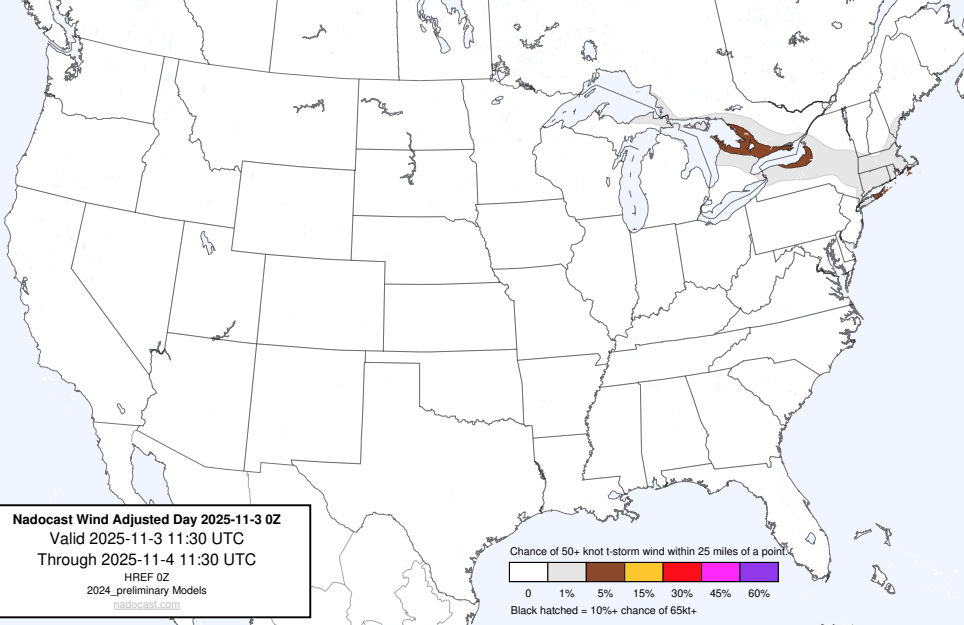 Nadocast Wind Adjusted Day 2025-11-3 0Z
Valid 2025-11-3 11:30 UTC
Through 2025-11-4 11:30 UTC
HREF 0Z
2024_preliminary Models
nadocast.com
Chance of 50+ knot t-storm wind within 25 miles of a point.
0 1% 5% 15% 30% 45% 60%
Black hatched = 10%+ chance of 65kt+